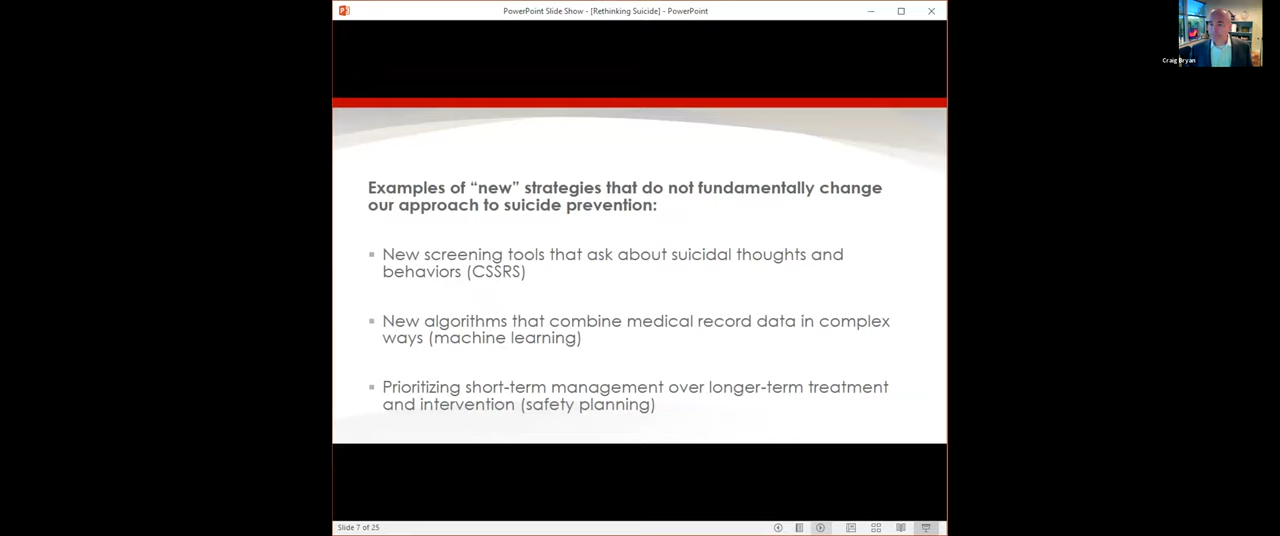 PowerPoint Slide Show - [Rethinking Suicide] - PowerPoint
Craig Bryan
Examples of “new” strategies that do not fundamentally change
our approach to suicide prevention:
New screening tools that ask about suicidal thoughts and
behaviors (CSSRS)
New algorithms that combine medical record data in complex
ways (machine learning)
Prioritizing short-term management over longer-term treatment
and intervention (safety planning)
Slide 7 of 25